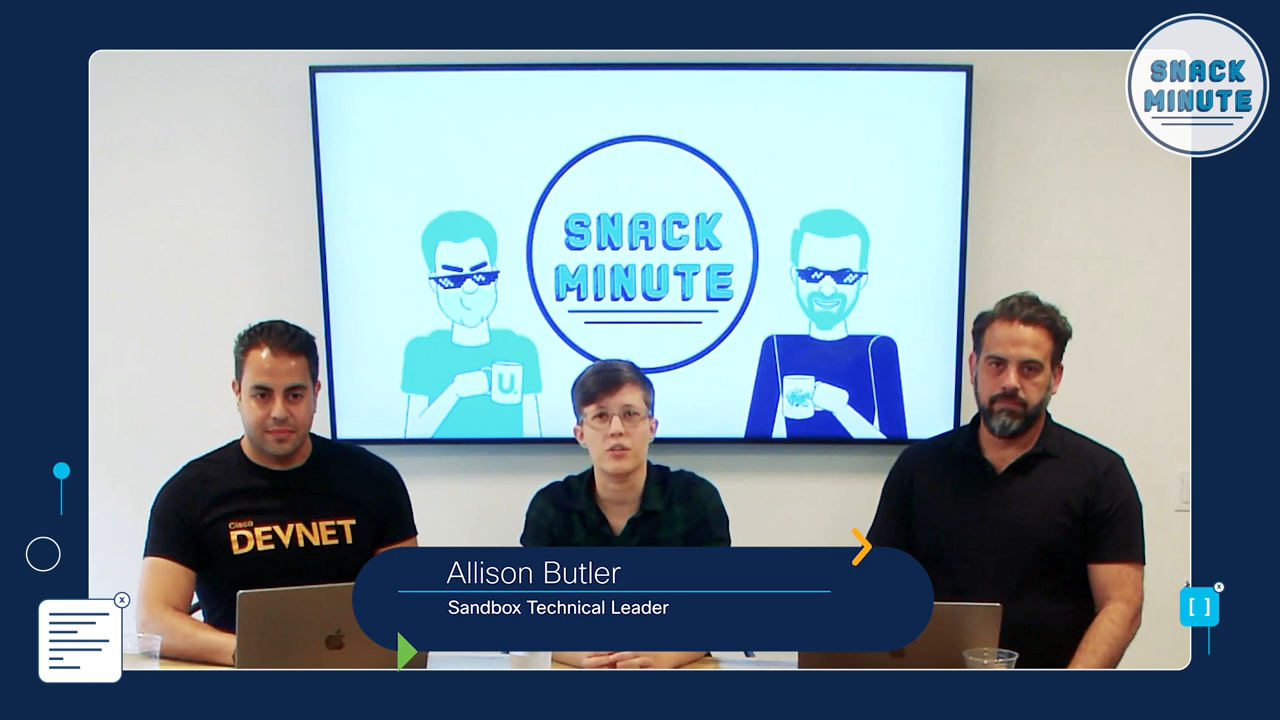 SNACK
MINUTE
SNACK
MINUTE
U.
Cisco
DEVNET
Allison Butler
Sandbox Technical Leader
x
[ ]
x